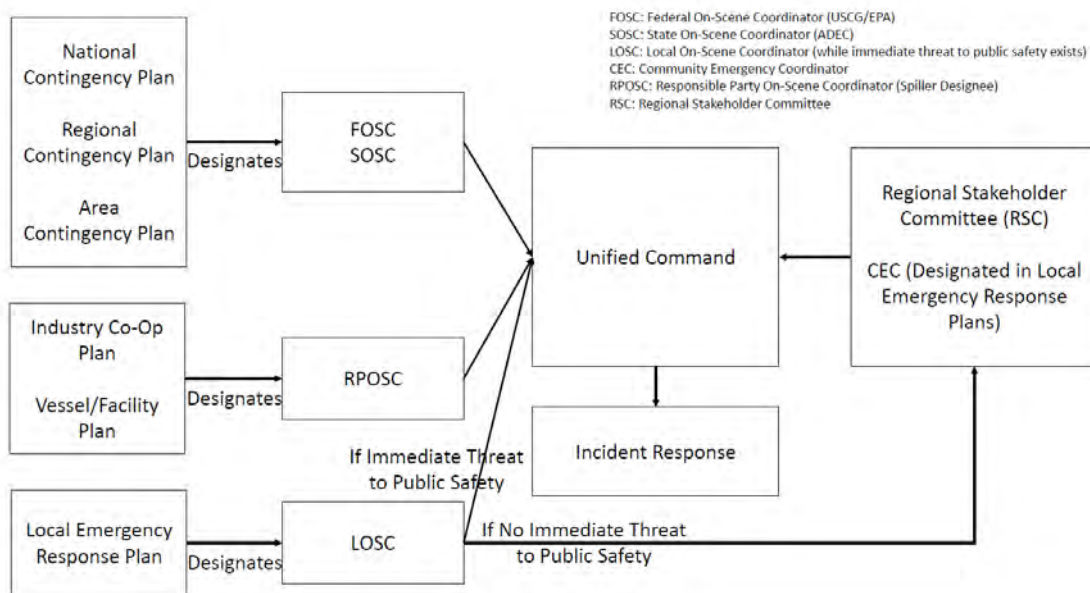 FOSC: Federal On-Scene Coordinator (USCG/EPA)
SOSC: State On-Scene Coordinator (ADEC)
LOSC: Local On-Scene Coordinator (while immediate threat to public safety exists)
CEC: Community Emergency Coordinator
RPOSC: Responsible Party On-Scene Coordinator (Spiller Designee)
RSC: Regional Stakeholder Committee
National
Contingency Plan
Regional
Contingency Plan
Area
Contingency Plan
Designates
FOSC
SOSC
Unified Command
Regional Stakeholder
Committee (RSC)
CEC (Designated in Local
Emergency Response
Plans)
Industry Co-Op
Plan
Vessel/Facility
Plan
Designates
RPOSC
Incident Response
If Immediate Threat
to Public Safety
Local Emergency
Response Plan
Designates
LOSC
If No Immediate Threat
to Public Safety